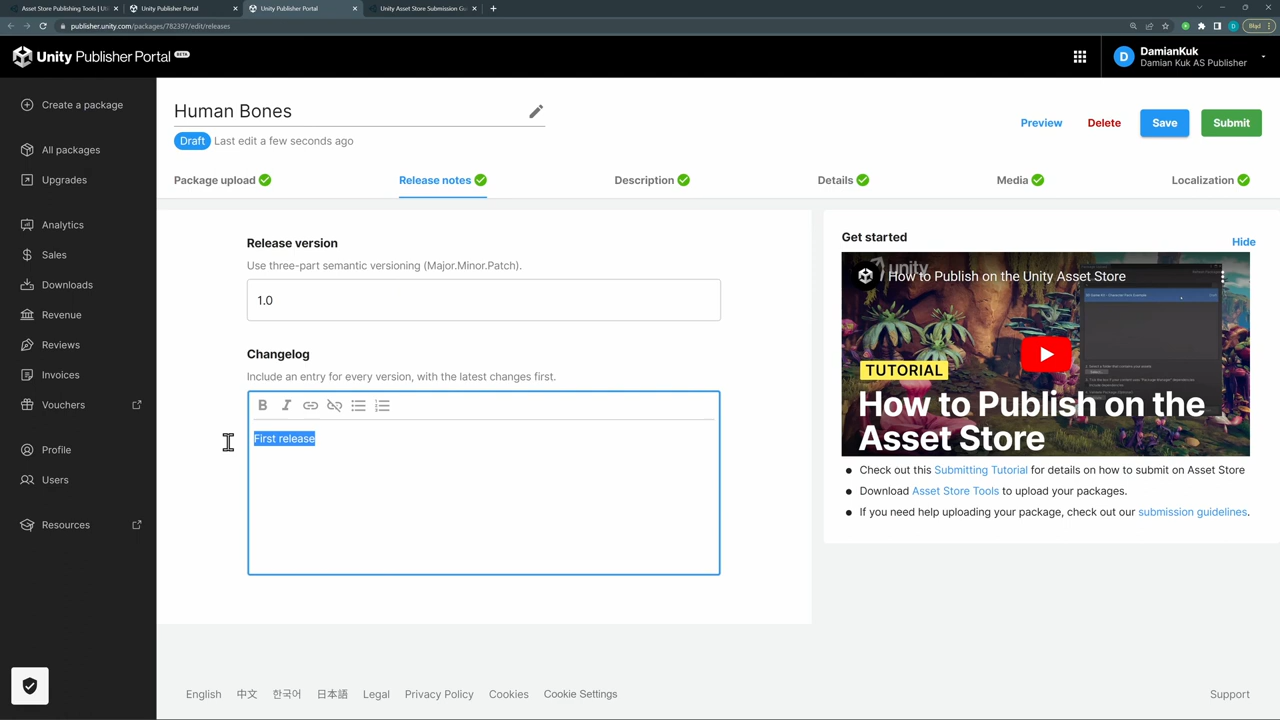 Asset Store Publishing Tools | Uti
Unity Publisher Portal
Unity Publisher Portal
Unity Asset Store Submission Gu
publisher.unity.com/packages/782397/edit/releases
D
Błąd
Unity Publisher Portal BETA
D
DamianKuk
Damian Kuk AS Publisher
Create a package
All packages
Upgrades
Analytics
Sales
Downloads
Revenue
Reviews
Invoices
Vouchers
Profile
Users
Resources
Human Bones
Draft
Last edit a few seconds ago
Preview
Delete
Save
Submit
Package upload
Release notes
Description
Details
Media
Localization
Release version
Use three-part semantic versioning (Major.Minor.Patch).
1.0
Changelog
Include an entry for every version, with the latest changes first.
B I
First release
Get started
Hide
unity
How to Publish on the Unity Asset Store
TUTORIAL
How to Publish on the
Asset Store
Check out this Submitting Tutorial for details on how to submit on Asset Store
Download Asset Store Tools to upload your packages.
If you need help uploading your package, check out our submission guidelines.
English
中文
한국어
日本語
Legal
Privacy Policy
Cookies
Cookie Settings
Support